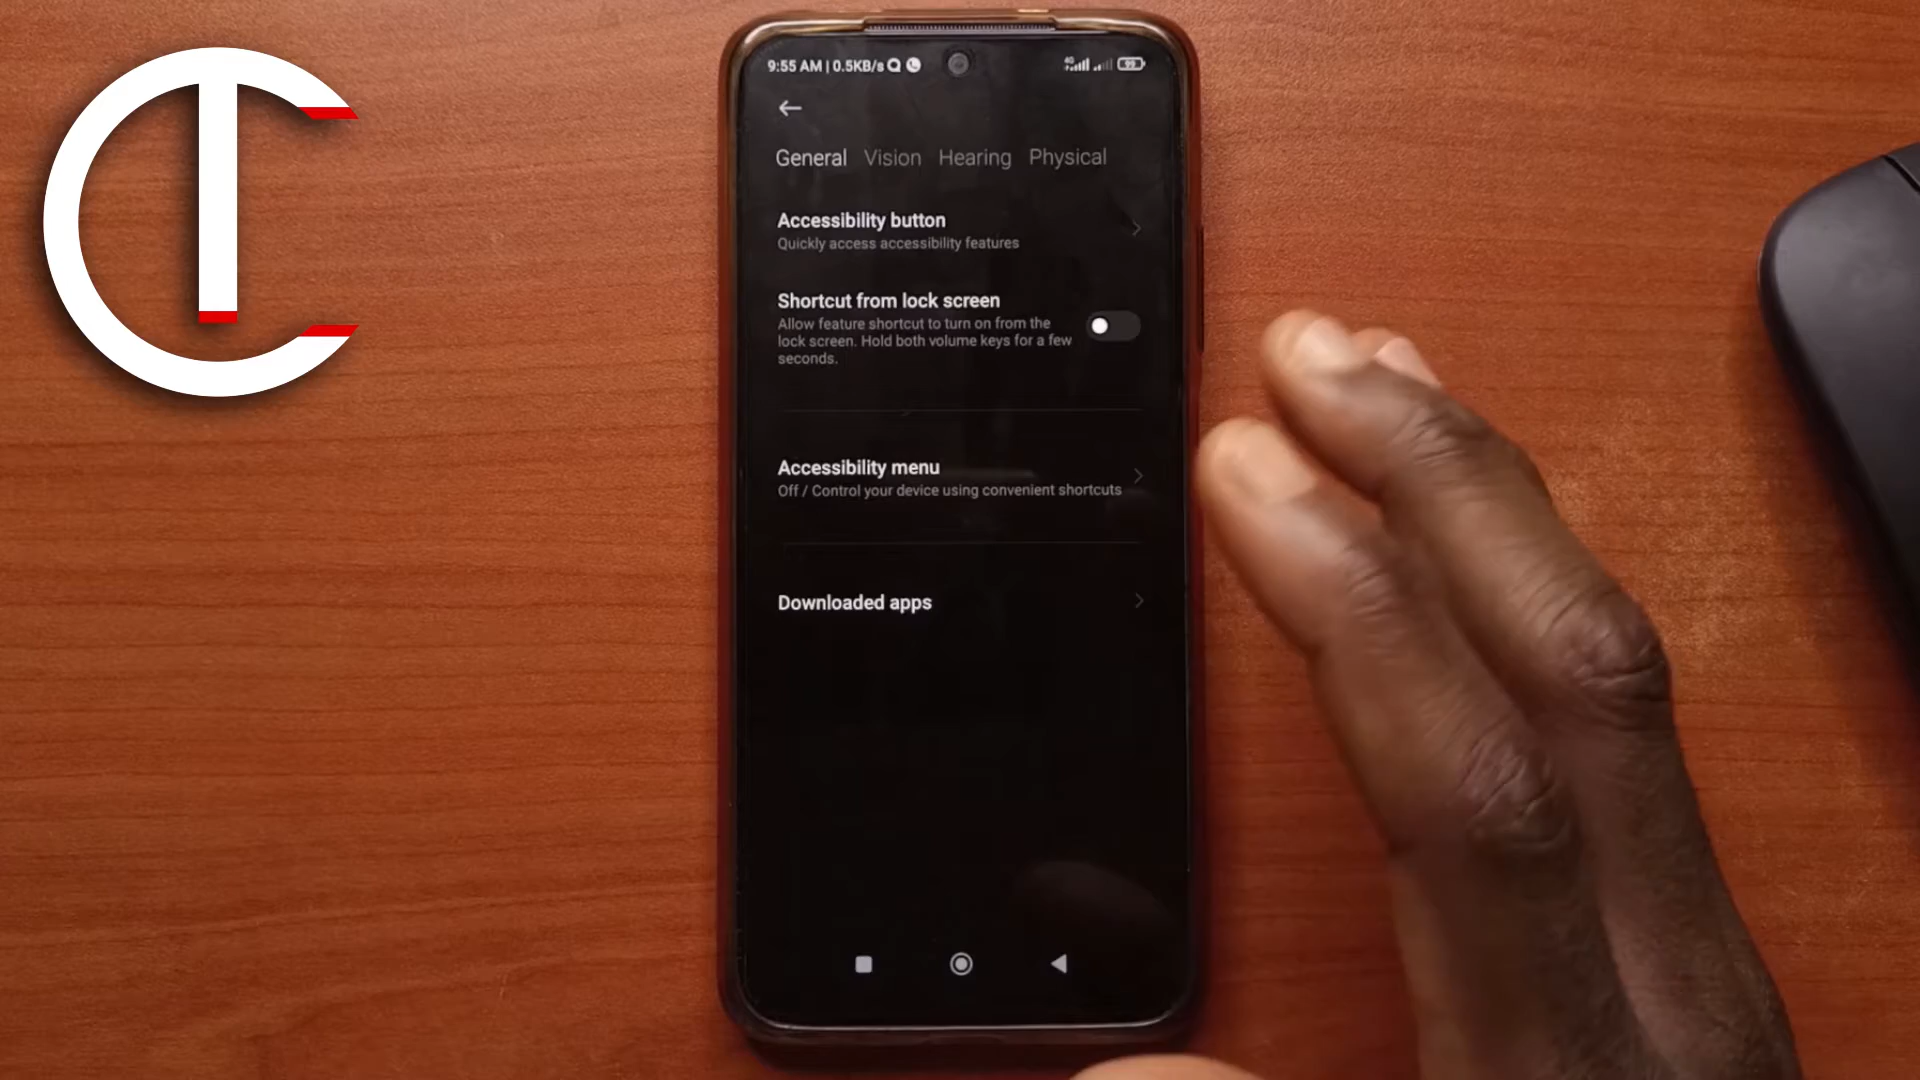 9:55 AM | 0.5KB/s
4G
99
General Vision Hearing Physical
Accessibility button
Quickly access accessibility features
Shortcut from lock screen
Allow feature shortcut to turn on from the
lock screen. Hold both volume keys for a few
seconds.
Accessibility menu
Off / Control your device using convenient shortcuts
Downloaded apps